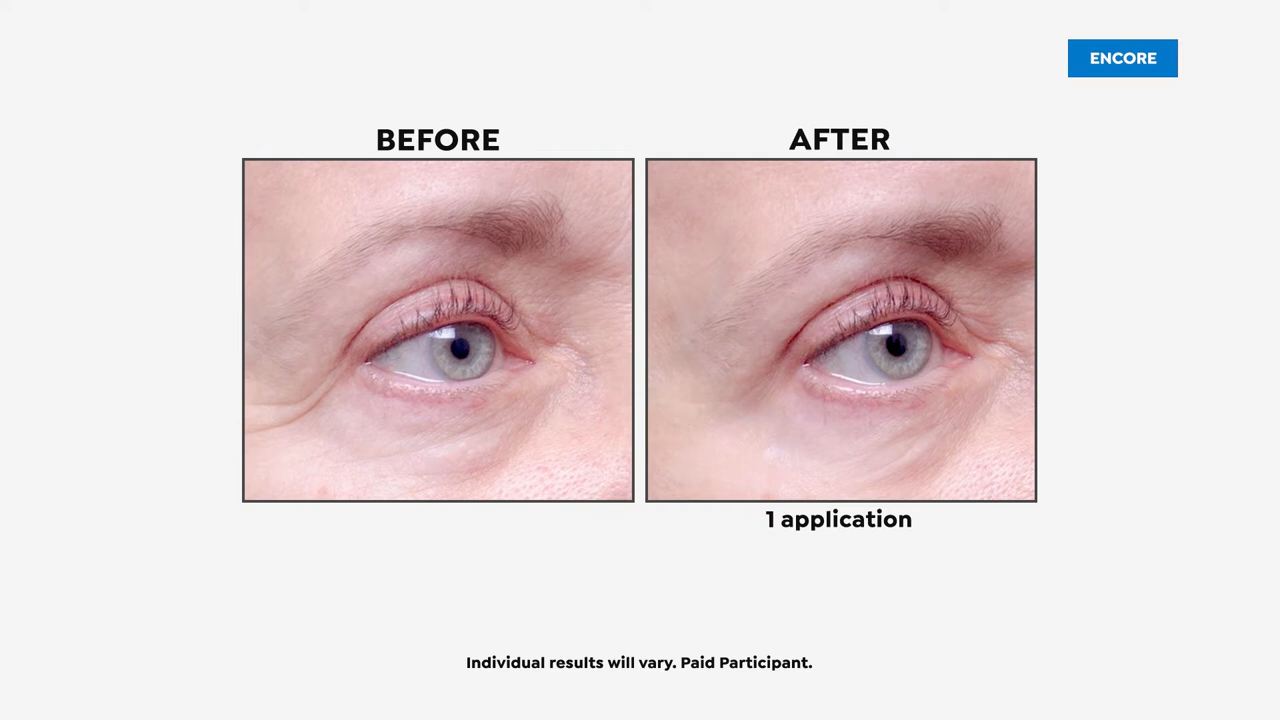 ENCORE
BEFORE
AFTER
1 application
Individual results will vary. Paid Participant.